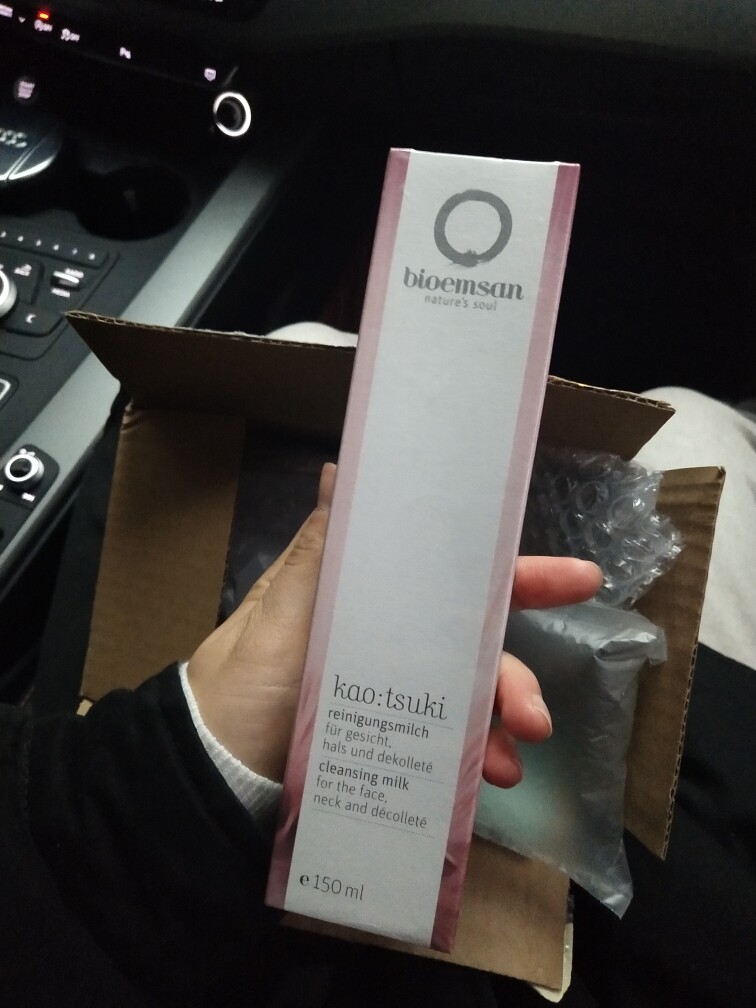 bioemsan
nature's soul
kao:tsuki
reinigungsmilch
für gesicht,
hals und dekolleté
cleansing milk
for the face,
neck and décolleté
e 150 ml